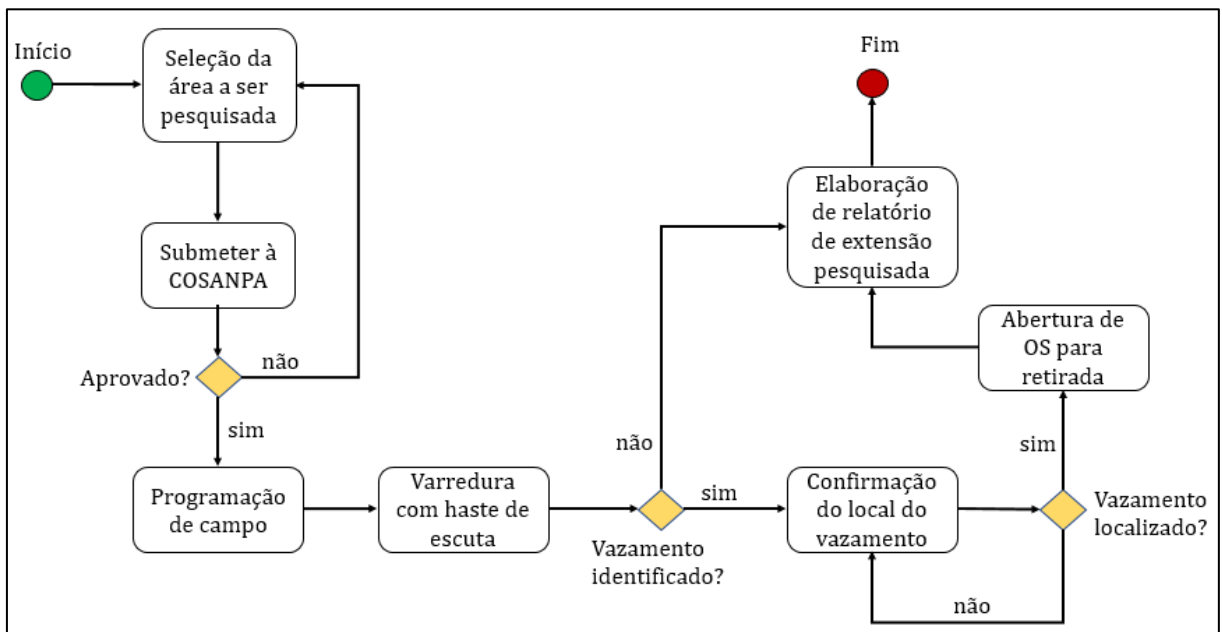 Início
Seleção da
área a ser
pesquisada
Submeter à
COSANPA
Aprovado?
não
sim
Programação
de campo
Varredura
com haste de
escuta
Vazamento
identificado?
não
sim
Confirmação
do local do
vazamento
Vazamento
localizado?
não
sim
Abertura de
OS para
retirada
Elaboração
de relatório
de extensão
pesquisada
Fim